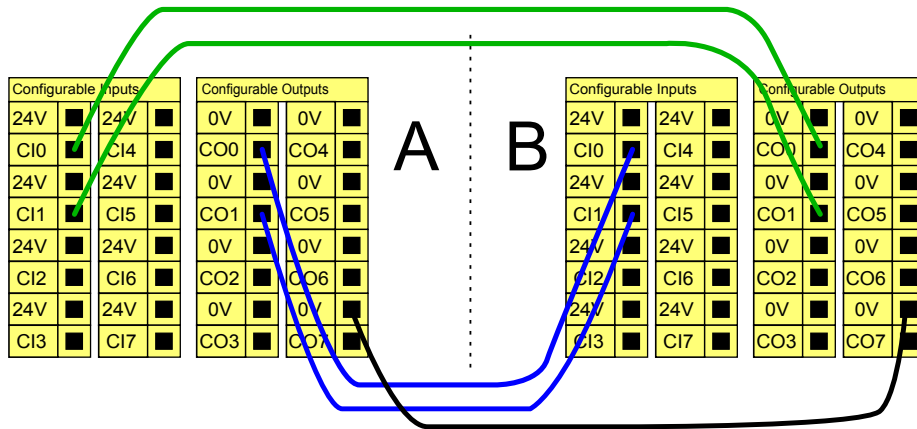 Configurable Inputs
24V 24V
CI0 CI4
24V 24V
CI1 CI5
24V 24V
CI2 CI6
24V 24V
CI3 CI7
Configurable Outputs
0V 0V
CO0 CO4
0V 0V
CO1 CO5
0V 0V
CO2 CO6
0V 0V
CO3 CO7
A
B
Configurable Inputs
24V 24V
CI0 CI4
24V 24V
CI1 CI5
24V 24V
CI2 CI6
24V 24V
CI3 CI7
Configurable Outputs
0V 0V
CO0 CO4
0V 0V
CO1 CO5
0V 0V
CO2 CO6
0V 0V
CO3 CO7